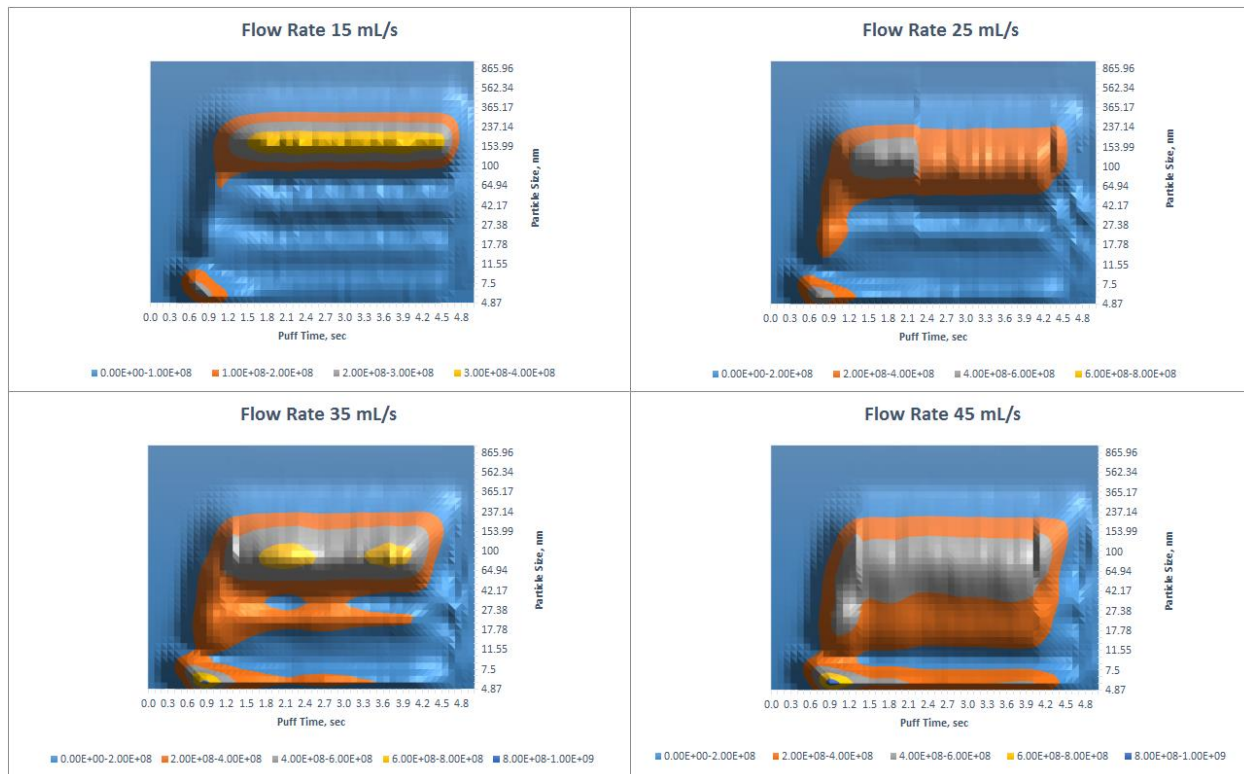 Flow Rate 15 mL/s
865.96
562.34
365.17
237.14
153.99
100
64.94
42.17
27.38
17.78
11.55
7.5
4.87
Particle Size, nm
0.0 0.3 0.6 0.9 1.2 1.5 1.8 2.1 2.4 2.7 3.0 3.3 3.6 3.9 4.2 4.5 4.8
Puff Time, sec
0.00E+00-1.00E+08 1.00E+08-2.00E+08 2.00E+08-3.00E+08 3.00E+08-4.00E+08
Flow Rate 25 mL/s
865.96
562.34
365.17
237.14
153.99
100
64.94
42.17
27.38
17.78
11.55
7.5
4.87
Particle Size, nm
0.0 0.3 0.6 0.9 1.2 1.5 1.8 2.1 2.4 2.7 3.0 3.3 3.6 3.9 4.2 4.5 4.8
Puff Time, sec
0.00E+00-2.00E+08 2.00E+08-4.00E+08 4.00E+08-6.00E+08 6.00E+08-8.00E+08
Flow Rate 35 mL/s
865.96
562.34
365.17
237.14
153.99
100
64.94
42.17
27.38
17.78
11.55
7.5
4.87
Particle Size, nm
0.0 0.3 0.6 0.9 1.2 1.5 1.8 2.1 2.4 2.7 3.0 3.3 3.6 3.9 4.2 4.5 4.8
Puff Time, sec
0.00E+00-2.00E+08 2.00E+08-4.00E+08 4.00E+08-6.00E+08 6.00E+08-8.00E+08 8.00E+08-1.00E+09
Flow Rate 45 mL/s
865.96
562.34
365.17
237.14
153.99
100
64.94
42.17
27.38
17.78
11.55
7.5
4.87
Particle Size, nm
0.0 0.3 0.6 0.9 1.2 1.5 1.8 2.1 2.4 2.7 3.0 3.3 3.6 3.9 4.2 4.5 4.8
Puff Time, sec
0.00E+00-2.00E+08 2.00E+08-4.00E+08 4.00E+08-6.00E+08 6.00E+08-8.00E+08 8.00E+08-1.00E+09